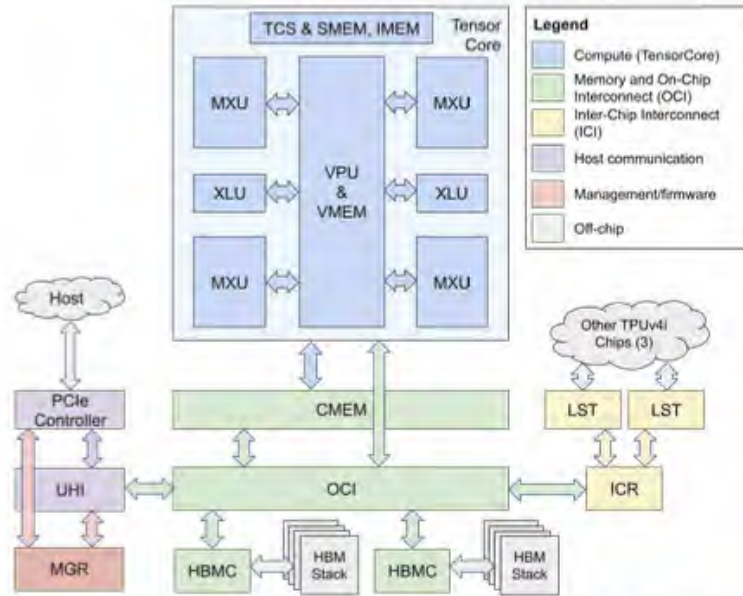 TCS & SMEM, IMEM
Tensor
Core
MXU
MXU
VPU
&
VMEM
XLU
XLU
MXU
MXU
Legend
Compute (TensorCore)
Memory and On-Chip
Interconnect (OCI)
Inter-Chip Interconnect
(ICI)
Host communication
Management/firmware
Off-chip
Host
Other TPUv4i
Chips (3)
PCIe
Controller
CMEM
LST
LST
UHI
OCI
ICR
MGR
HBMC
HBM
Stack
HBMC
HBM
Stack